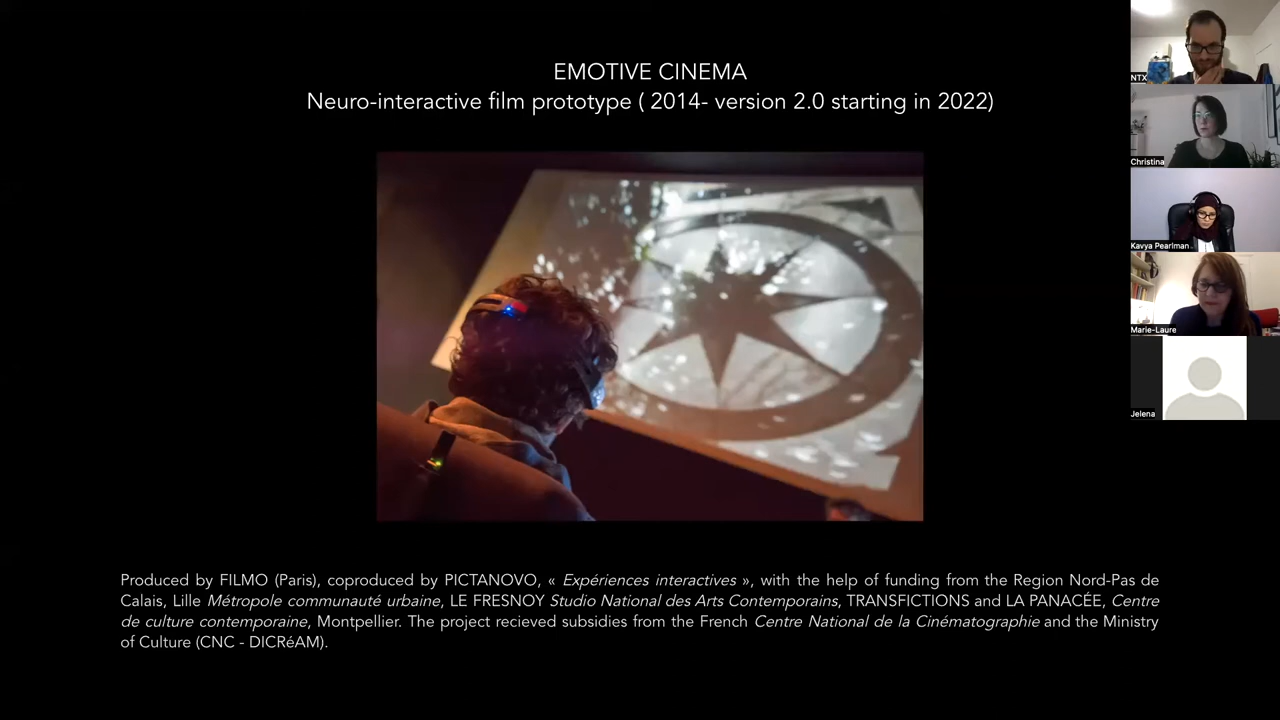 EMOTIVE CINEMA
Neuro-interactive film prototype ( 2014- version 2.0 starting in 2022)
Produced by FILMO (Paris), coproduced by PICTANOVO, « Expériences interactives », with the help of funding from the Region Nord-Pas de
Calais, Lille Métropole communauté urbaine, LE FRESNOY Studio National des Arts Contemporains, TRANSFICTIONS and LA PANACÉE, Centre
de culture contemporaine, Montpellier. The project recieved subsidies from the French Centre National de la Cinématographie and the Ministry
of Culture (CNC - DICRéAM).
NTX
Christina
Kavya Pearlman
Marie-Laure
Jelena